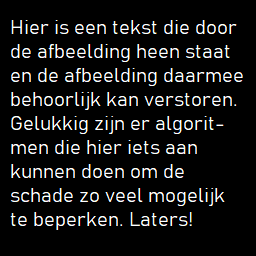 Hier is een tekst die door
de afbeelding heen staat
en de afbeelding daarmee
behoorlijk kan verstoren.
Gelukkig zijn er algorit-
men die hier iets aan
kunnen doen om de
schade zo veel mogelijk
te beperken. Laters!